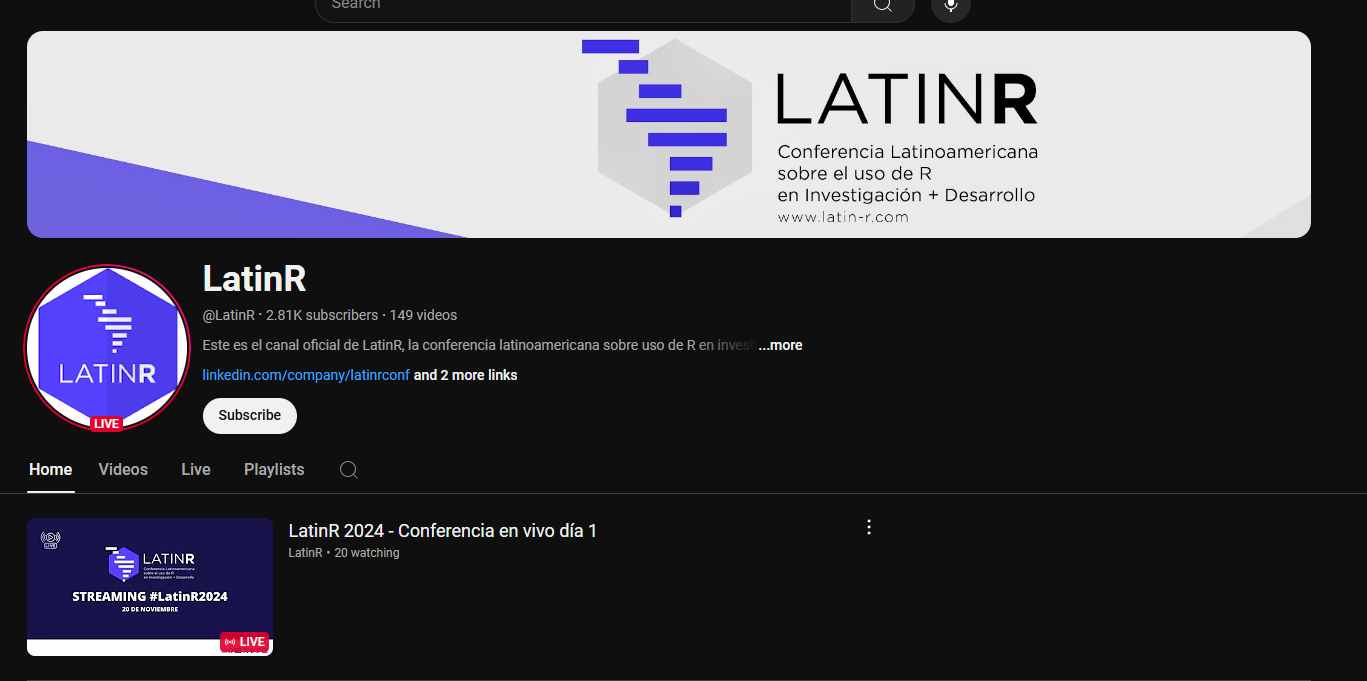 Search
LATINR
Conferencia Latinoamericana
sobre el uso de R
en Investigación + Desarrollo
www.latin-r.com
LATINR
LIVE
LatinR
@LatinR • 2.81K subscribers • 149 videos
Este es el canal oficial de LatinR, la conferencia latinoamericana sobre uso de R en invest ...more
linkedin.com/company/latinrconf and 2 more links
Subscribe
Home Videos Live Playlists
LIVE
LATINR
Conferencia Latinoamericana
sobre el uso de R
en Investigación + Desarrollo
STREAMING #LatinR2024
20 DE NOVIEMBRE
LIVE
LatinR 2024 - Conferencia en vivo día 1
LatinR • 20 watching